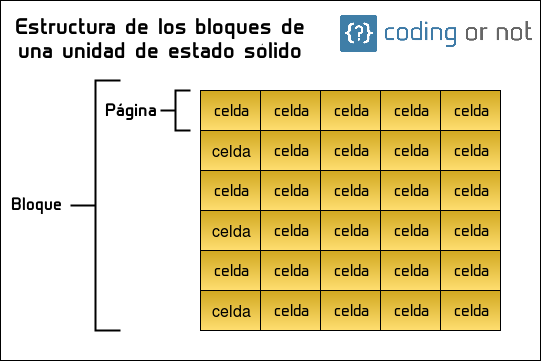 Estructura de los bloques de
una unidad de estado sólido
{?} coding or not
Página
celda celda celda celda celda
celda celda celda celda celda
celda celda celda celda celda
Bloque
celda celda celda celda celda
celda celda celda celda celda
celda celda celda celda celda